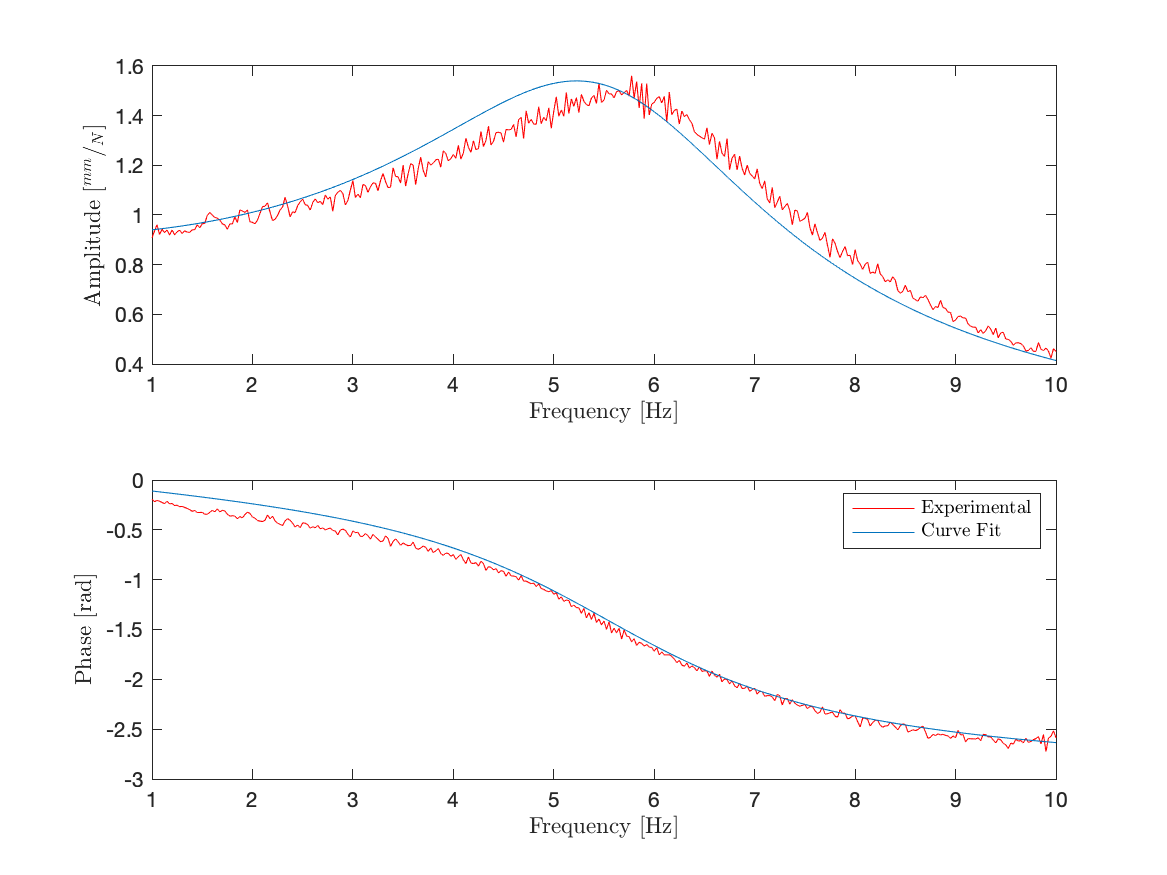 1.6
1.4
1.2
1
0.8
0.6
0.4
Amplitude [mm/N]
1 2 3 4 5 6 7 8 9 10
Frequency [Hz]
0
-0.5
-1
-1.5
-2
-2.5
-3
Phase [rad]
Experimental
Curve Fit
1 2 3 4 5 6 7 8 9 10
Frequency [Hz]